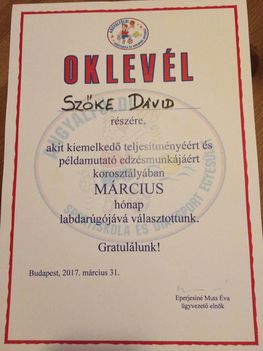 OKLEVÉL
SZŐKE DÁVID
részére,
akit kiemelkedő teljesítményéért és
példamutató edzésmunkájáért
korosztályában
MÁRCIUS
hónap
labdarúgójává választottunk.
Gratulálunk!
Budapest, 2017. március 31.
Eperjesiné Muts Éva
ügyvezető elnök